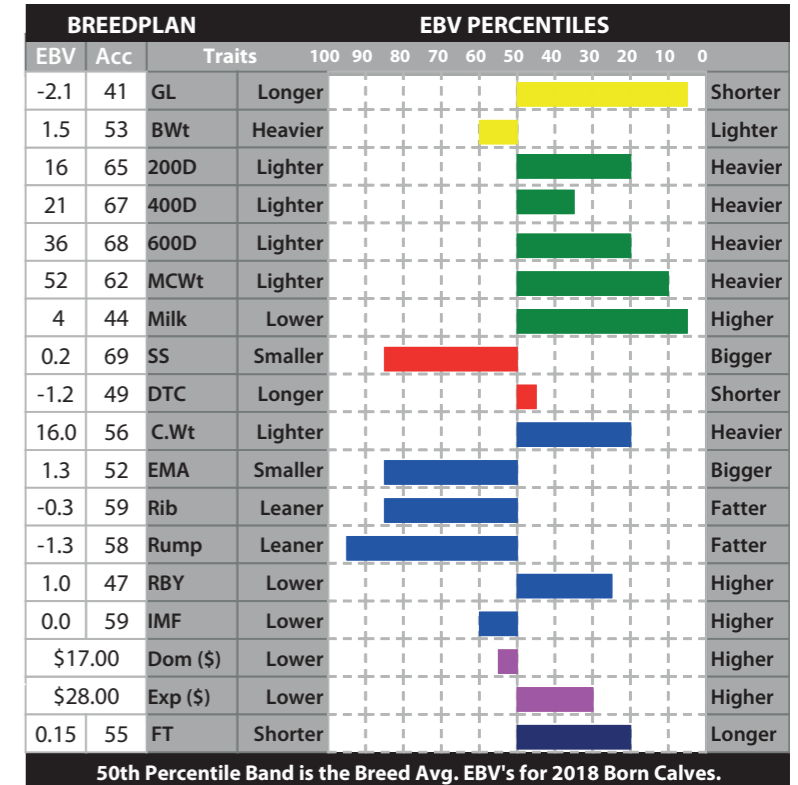 BREEDPLAN EBV PERCENTILES
EBV Acc Traits 100 90 80 70 60 50 40 30 20 10 0
-2.1 41 GL Longer Shorter
1.5 53 BWt Heavier Lighter
16 65 200D Lighter Heavier
21 67 400D Lighter Heavier
36 68 600D Lighter Heavier
52 62 MCWt Lighter Heavier
4 44 Milk Lower Higher
0.2 69 SS Smaller Bigger
-1.2 49 DTC Longer Shorter
16.0 56 C.Wt Lighter Heavier
1.3 52 EMA Smaller Bigger
-0.3 59 Rib Leaner Fatter
-1.3 58 Rump Leaner Fatter
1.0 47 RBY Lower Higher
0.0 59 IMF Lower Higher
$17.00 Dom ($) Lower Higher
$28.00 Exp ($) Lower Higher
0.15 55 FT Shorter Longer
50th Percentile Band is the Breed Avg. EBV's for 2018 Born Calves.